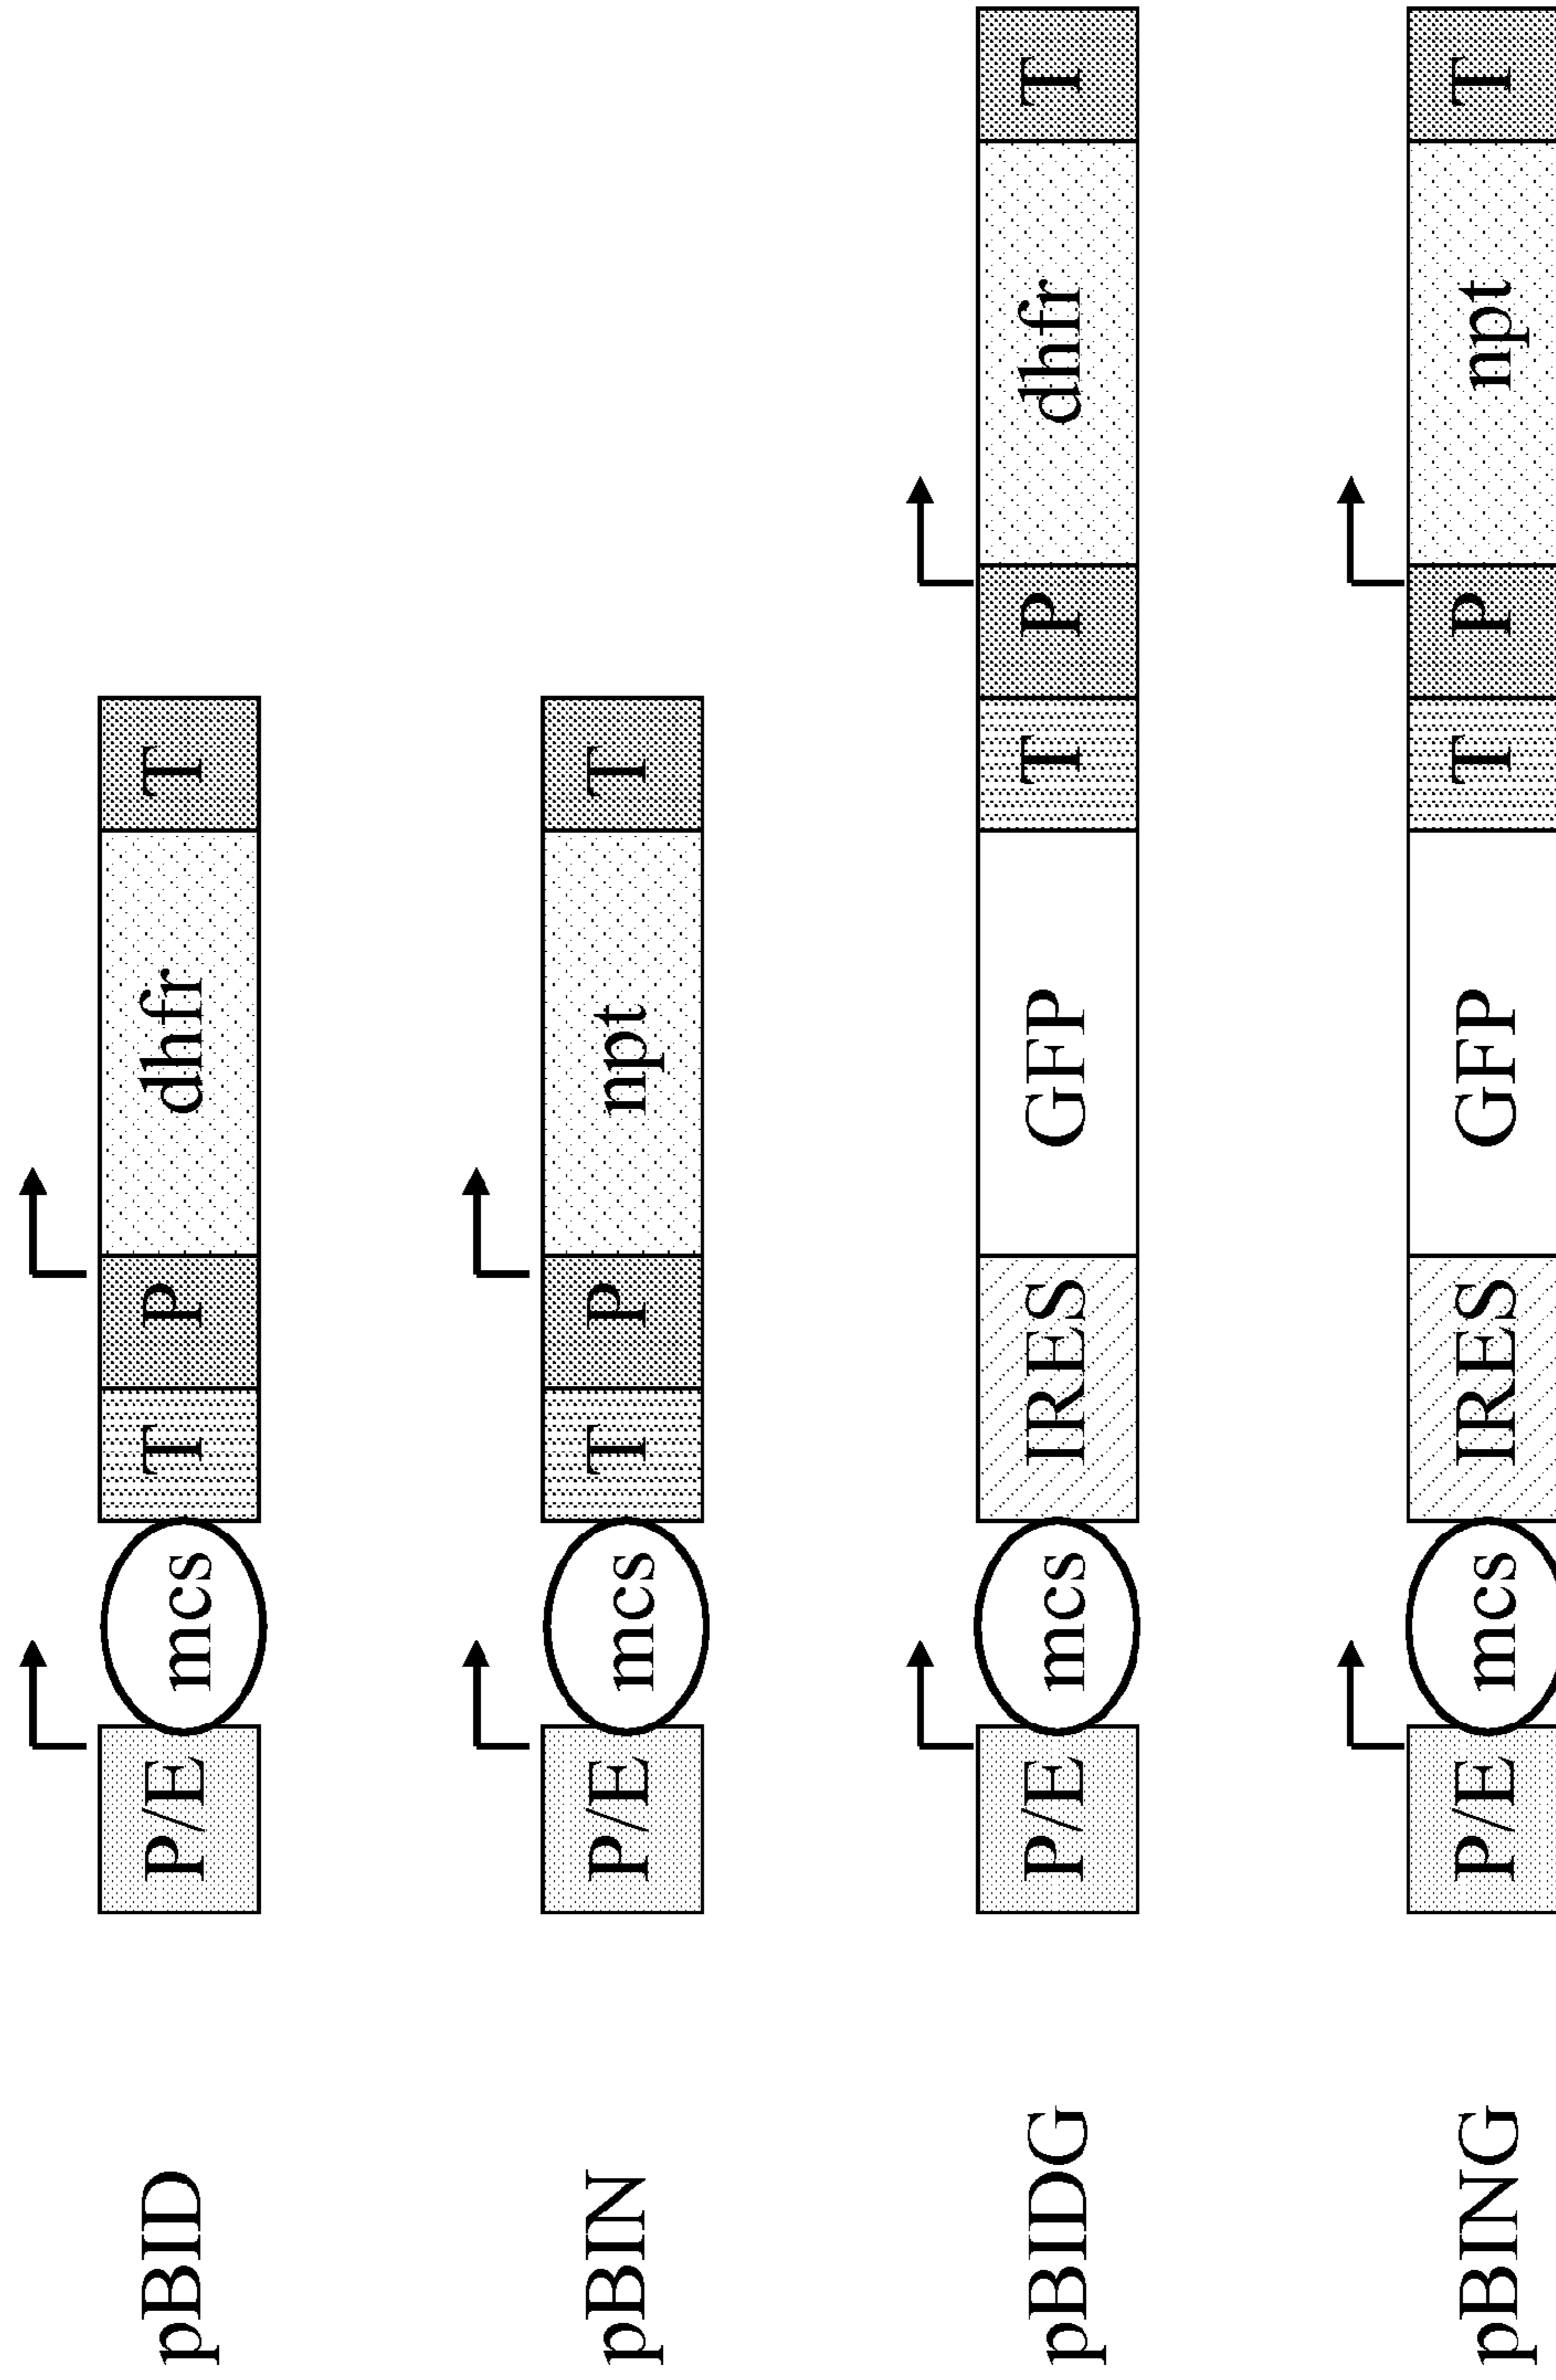 pBID P/E mcs T P dhfr T
pBIN P/E mcs T P npt T
pBIDG P/E mcs IRES GFP T P dhfr T
pBING P/E mcs IRES GFP T P npt T